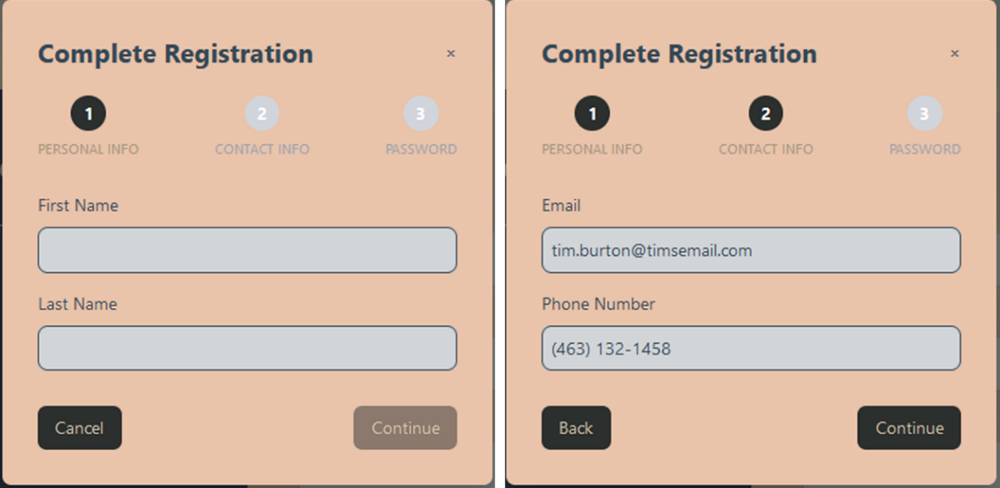 Complete Registration ×
1 2 3
PERSONAL INFO CONTACT INFO PASSWORD
First Name
Last Name
Cancel Continue
Complete Registration ×
1 2 3
PERSONAL INFO CONTACT INFO PASSWORD
Email
tim.burton@timsemail.com
Phone Number
(463) 132-1458
Back Continue